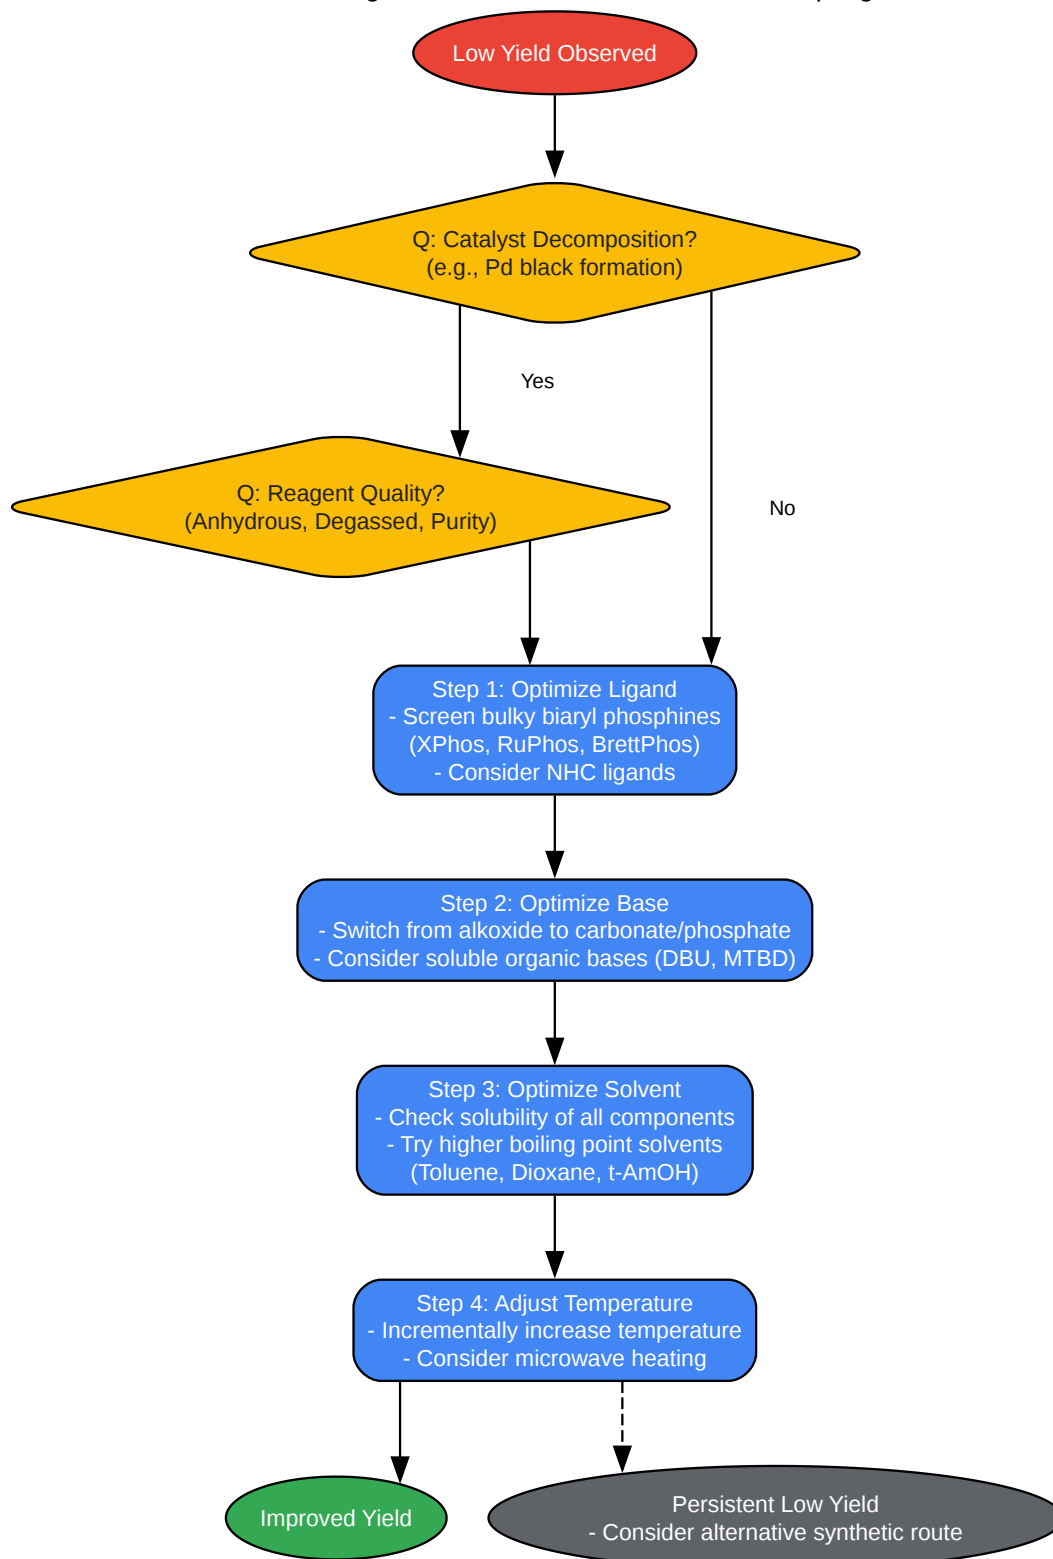 Low Yield Observed
Q: Catalyst Decomposition?
(e.g., Pd black formation)
Yes
Q: Reagent Quality?
(Anhydrous, Degassed, Purity)
No
Step 1: Optimize Ligand
- Screen bulky biaryl phosphines
(XPhos, RuPhos, BrettPhos)
- Consider NHC ligands
Step 2: Optimize Base
- Switch from alkoxide to carbonate/phosphate
- Consider soluble organic bases (DBU, MTBD)
Step 3: Optimize Solvent
- Check solubility of all components
- Try higher boiling point solvents
(Toluene, Dioxane, t-AmOH)
Step 4: Adjust Temperature
- Incrementally increase temperature
- Consider microwave heating
Improved Yield
Persistent Low Yield
- Consider alternative synthetic route